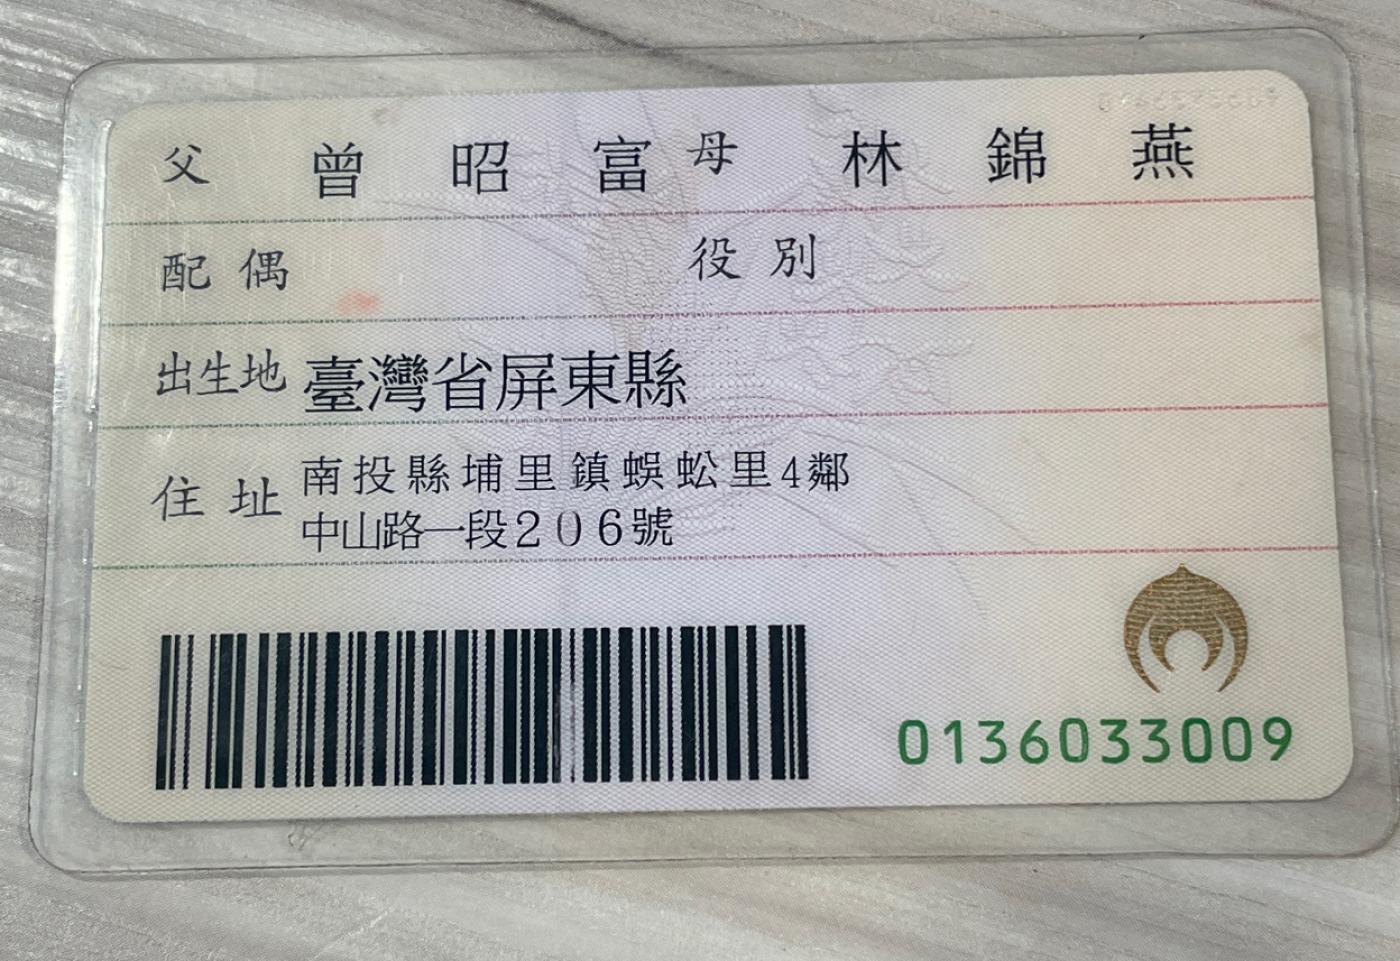 父 曾 昭 富 母 林 錦 燕
配 偶 役 別
出生地 臺灣省屏東縣
住 址 南投縣埔里鎮蜈蚣里4鄰
中山路一段206號
0136033009